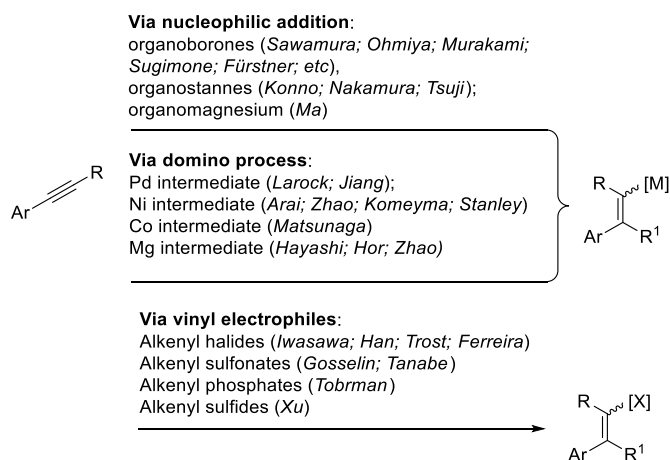 Via nucleophilic addition:
organoborones (Sawamura; Ohmiya; Murakami;
Sugimone; Fürstner; etc),
organostannes (Konno; Nakamura; Tsuji);
organomagnesium (Ma)
R
Ar
Via domino process:
Pd intermediate (Larock; Jiang);
Ni intermediate (Arai; Zhao; Komeyma; Stanley)
Co intermediate (Matsunaga)
Mg intermediate (Hayashi; Hor; Zhao)
R [M]
Ar R¹
Via vinyl electrophiles:
Alkenyl halides (Iwasawa; Han; Trost; Ferreira)
Alkenyl sulfonates (Gosselin; Tanabe)
Alkenyl phosphates (Tobrman)
Alkenyl sulfides (Xu)
R [X]
Ar R¹